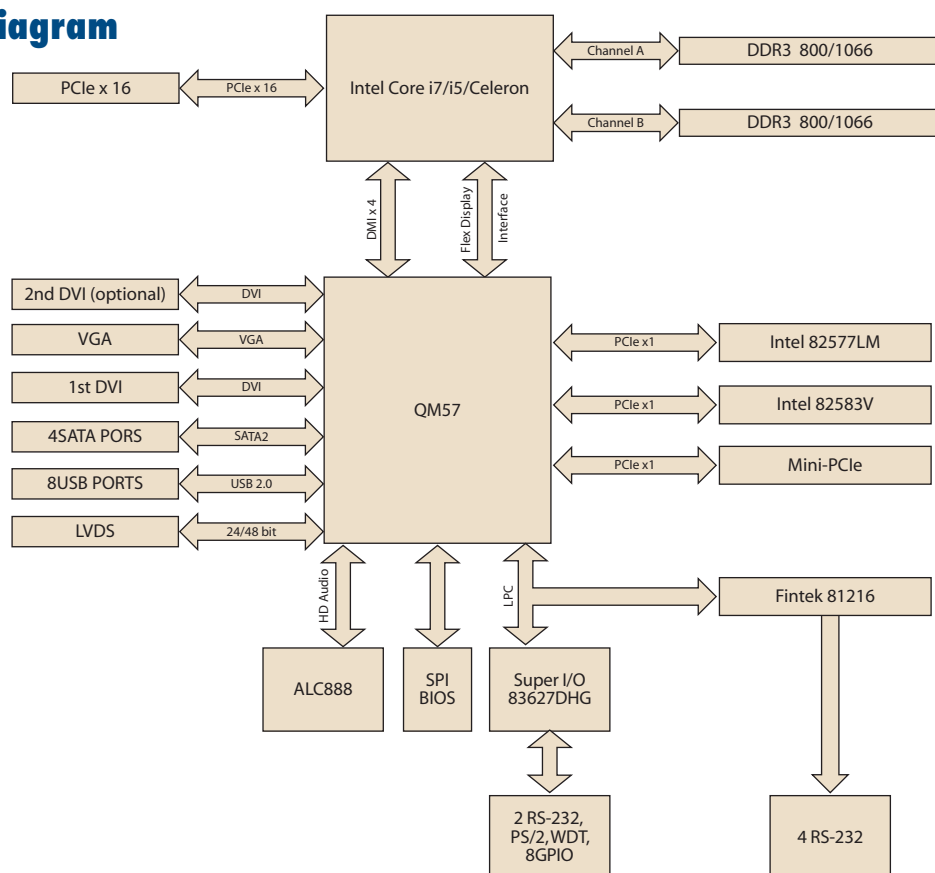 iagram
PCIe x 16
PCIe x 16
Intel Core i7/i5/Celeron
Channel A
DDR3 800/1066
Channel B
DDR3 800/1066
DMI x 4
Flex Display
Interface
2nd DVI (optional)
DVI
VGA
VGA
1st DVI
DVI
4SATA PORS
SATA2
8USB PORTS
USB 2.0
LVDS
24/48 bit
QM57
PCIe x1
Intel 82577LM
PCIe x1
Intel 82583V
PCIe x1
Mini-PCIe
HD Audio
LPC
Fintek 81216
ALC888
SPI
BIOS
Super I/O
83627DHG
2 RS-232,
PS/2, WDT,
8GPIO
4 RS-232